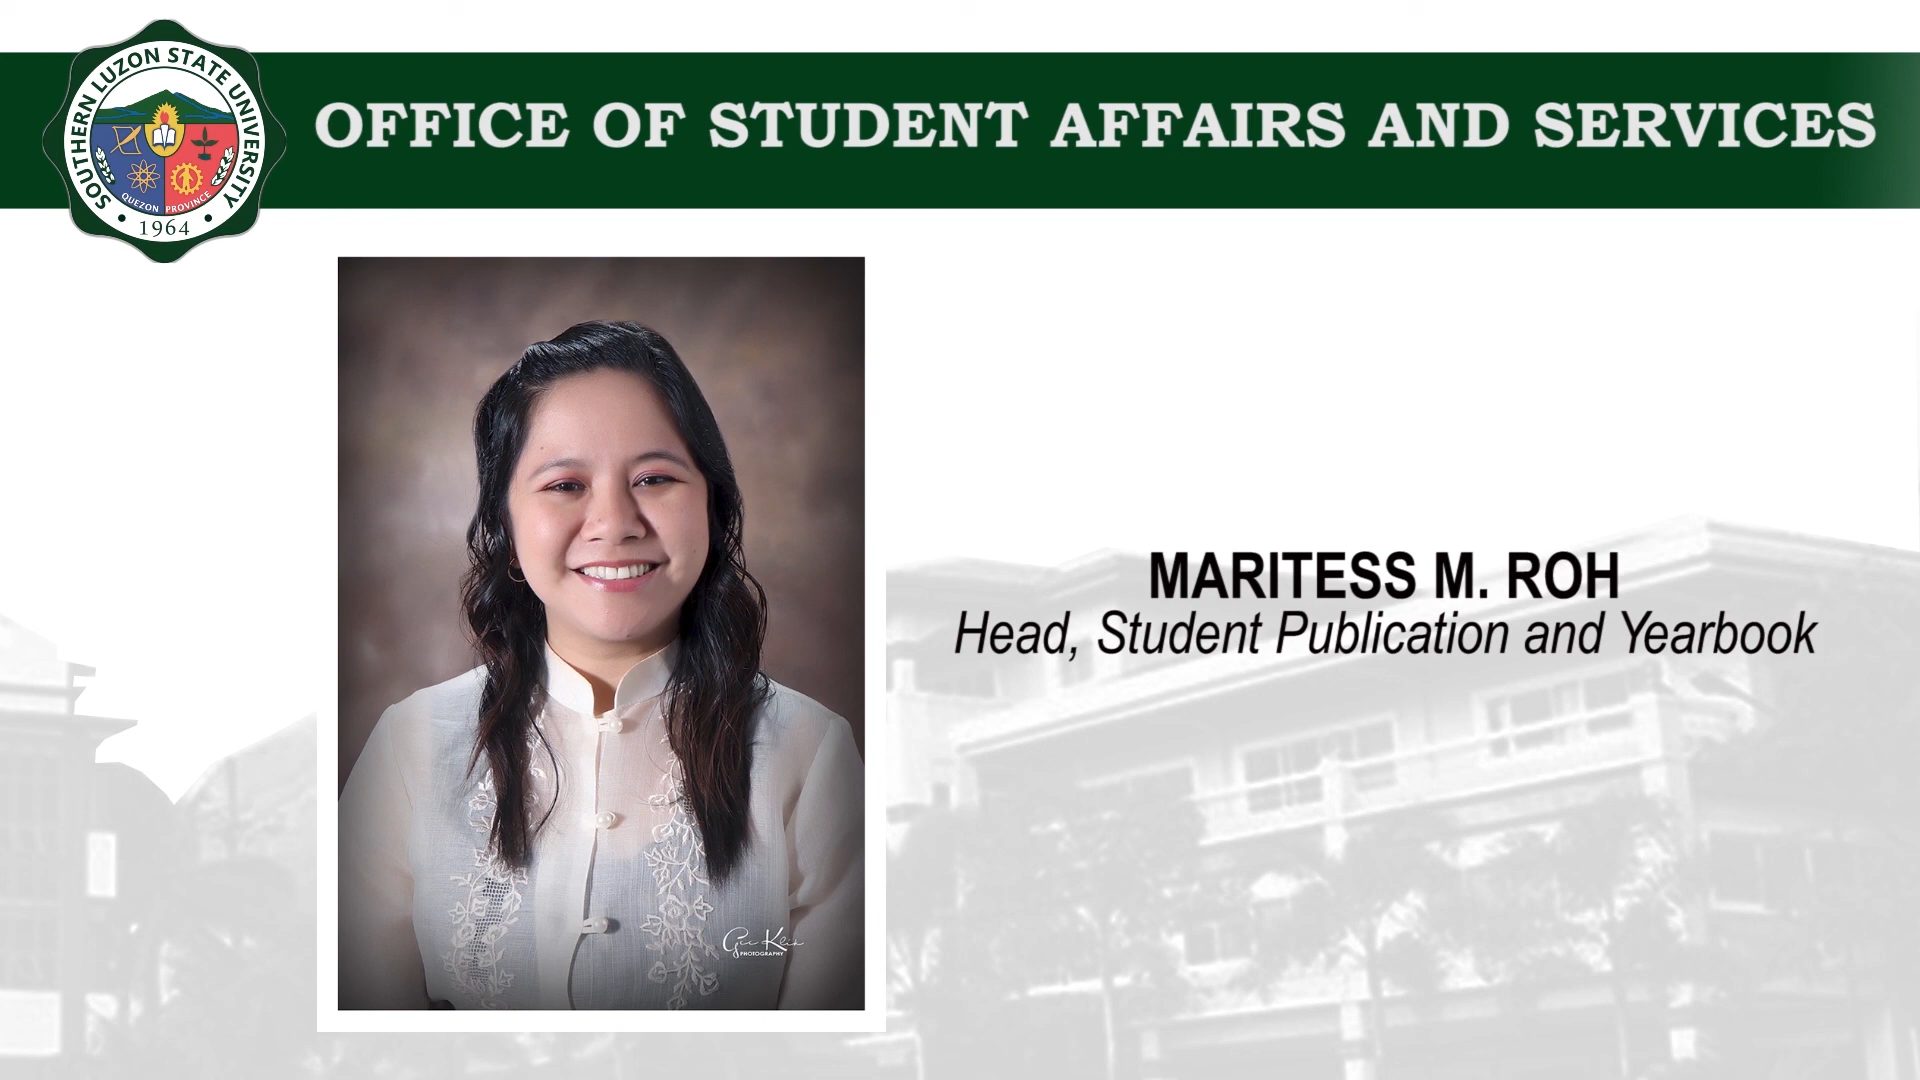 SOUTHERN LUZON STATE UNIVERSITY
QUEZON PROVINCE
• 1964 •
OFFICE OF STUDENT AFFAIRS AND SERVICES
MARITESS M. ROH
Head, Student Publication and Yearbook
PHOTOGRAPHY